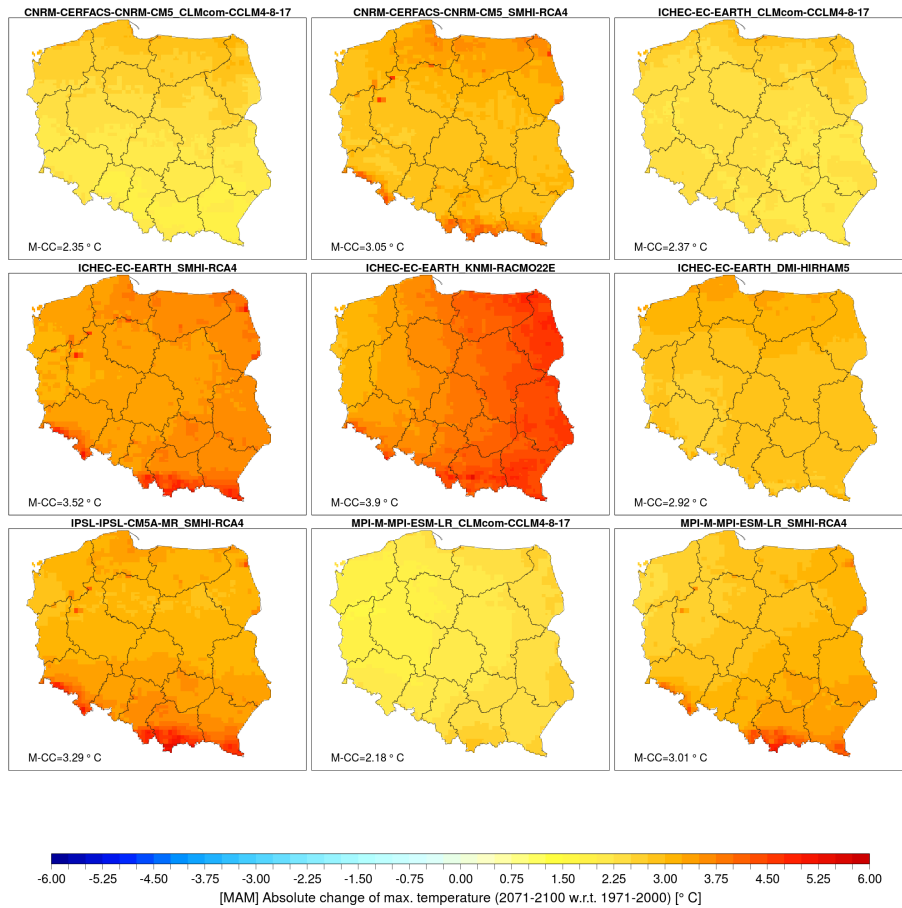 CNRM-CERFACS-CNRM-CM5_CLMcom-CCLM4-8-17
CNRM-CERFACS-CNRM-CM5_SMHI-RCA4
ICHEC-EC-EARTH_CLMcom-CCLM4-8-17
M-CC=2.35 ° C
M-CC=3.05 ° C
M-CC=2.37 ° C
ICHEC-EC-EARTH_SMHI-RCA4
ICHEC-EC-EARTH_KNMI-RACMO22E
ICHEC-EC-EARTH_DMI-HIRHAM5
M-CC=3.52 ° C
M-CC=3.9 ° C
M-CC=2.92 ° C
IPSL-IPSL-CM5A-MR_SMHI-RCA4
MPI-M-MPI-ESM-LR_CLMcom-CCLM4-8-17
MPI-M-MPI-ESM-LR_SMHI-RCA4
M-CC=3.29 ° C
M-CC=2.18 ° C
M-CC=3.01 ° C
-6.00 -5.25 -4.50 -3.75 -3.00 -2.25 -1.50 -0.75 0.00 0.75 1.50 2.25 3.00 3.75 4.50 5.25 6.00
[MAM] Absolute change of max. temperature (2071-2100 w.r.t. 1971-2000) [° C]